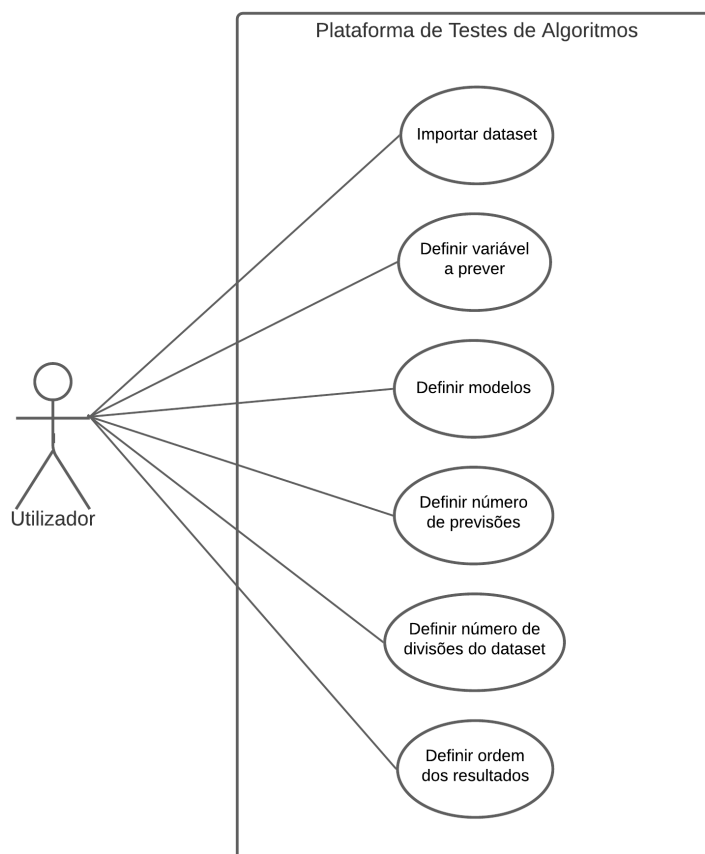 Plataforma de Testes de Algoritmos
Importar dataset
Definir variável
a prever
Definir modelos
Definir número
de previsões
Utilizador
Definir número de
divisões do dataset
Definir ordem
dos resultados